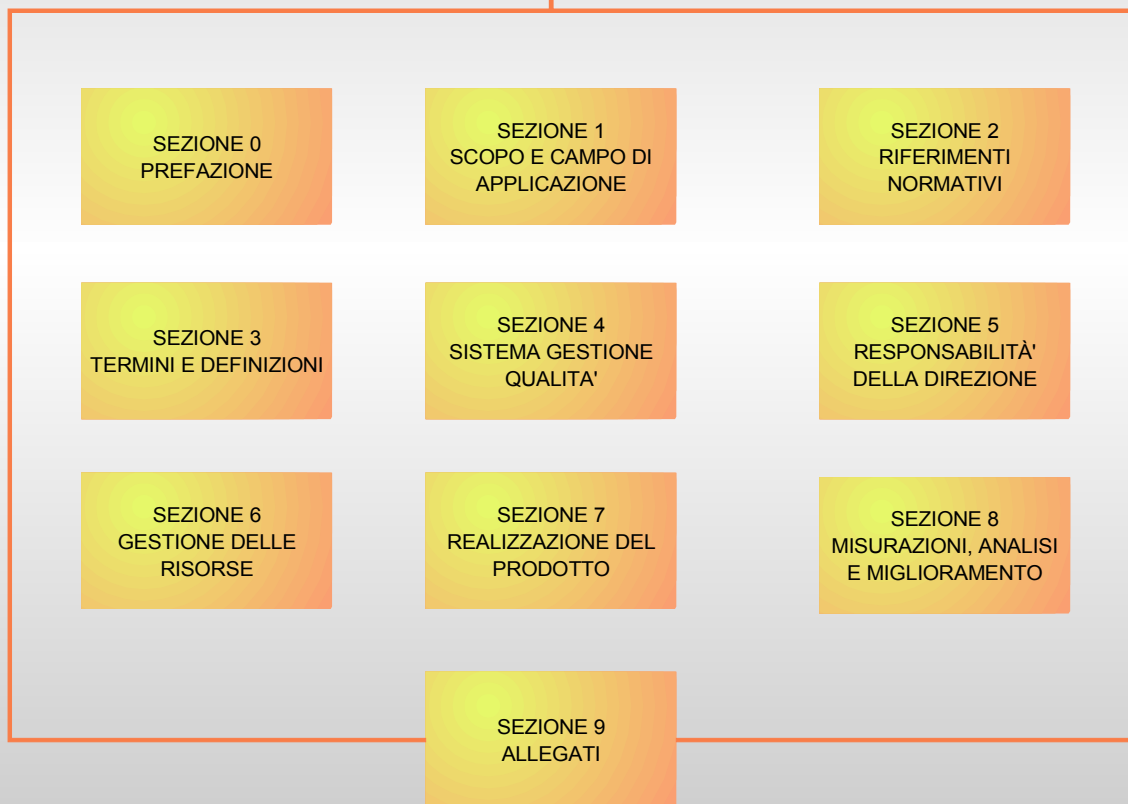 SEZIONE 0
PREFAZIONE
SEZIONE 1
SCOPO E CAMPO DI
APPLICAZIONE
SEZIONE 2
RIFERIMENTI
NORMATIVI
SEZIONE 3
TERMINI E DEFINIZIONI
SEZIONE 4
SISTEMA GESTIONE
QUALITA'
SEZIONE 5
RESPONSABILITÀ'
DELLA DIREZIONE
SEZIONE 6
GESTIONE DELLE
RISORSE
SEZIONE 7
REALIZZAZIONE DEL
PRODOTTO
SEZIONE 8
MISURAZIONI, ANALISI
E MIGLIORAMENTO
SEZIONE 9
ALLEGATI